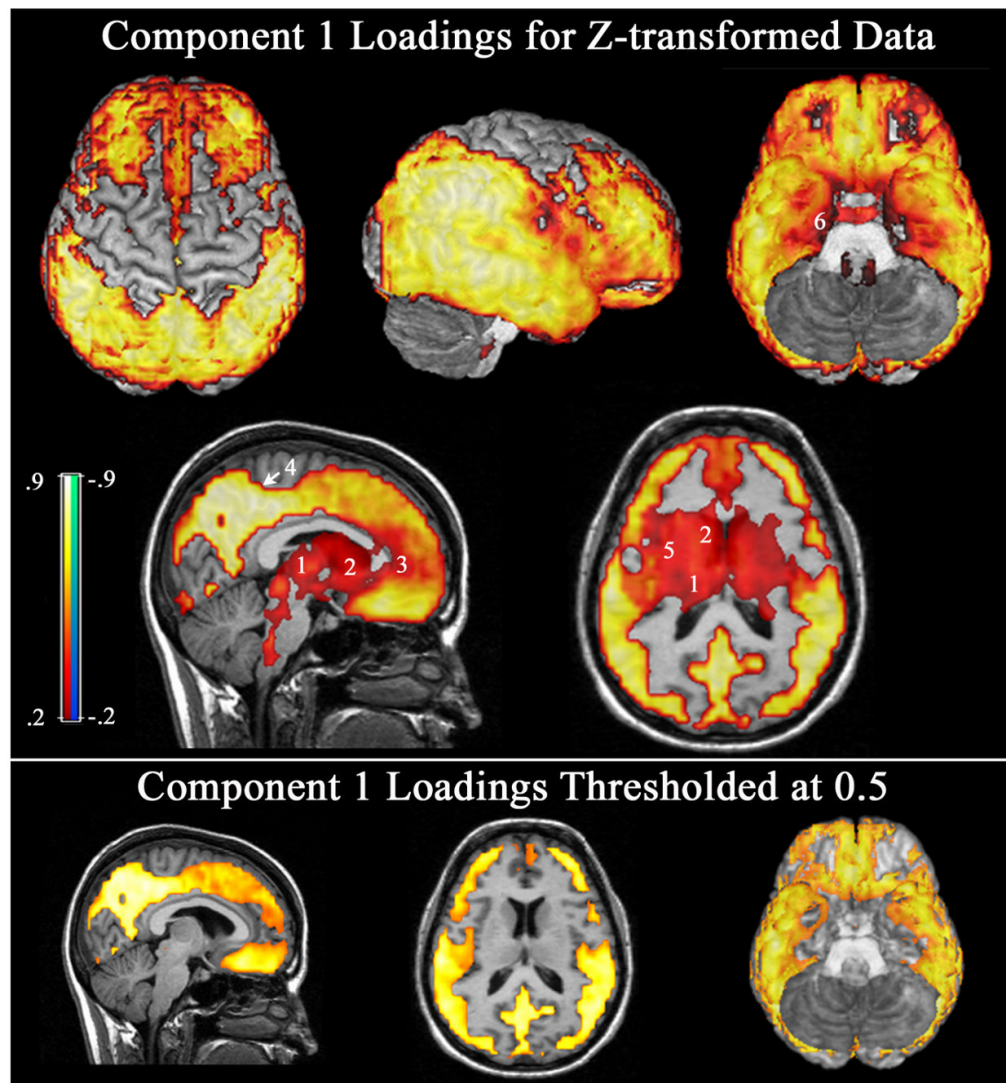 Component 1 Loadings for Z-transformed Data
6
.9 -.9
4
1 2 3
2
5
1
.2 -.2
Component 1 Loadings Thresholded at 0.5